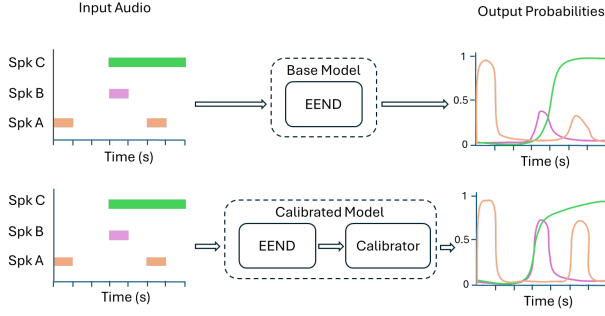 Input Audio
Output Probabilities
Spk C
Spk B
Spk A
Time (s)
Base Model
EEND
1
0.5
0
Time (s)
Spk C
Spk B
Spk A
Time (s)
Calibrated Model
EEND
Calibrator
1
0.5
0
Time (s)